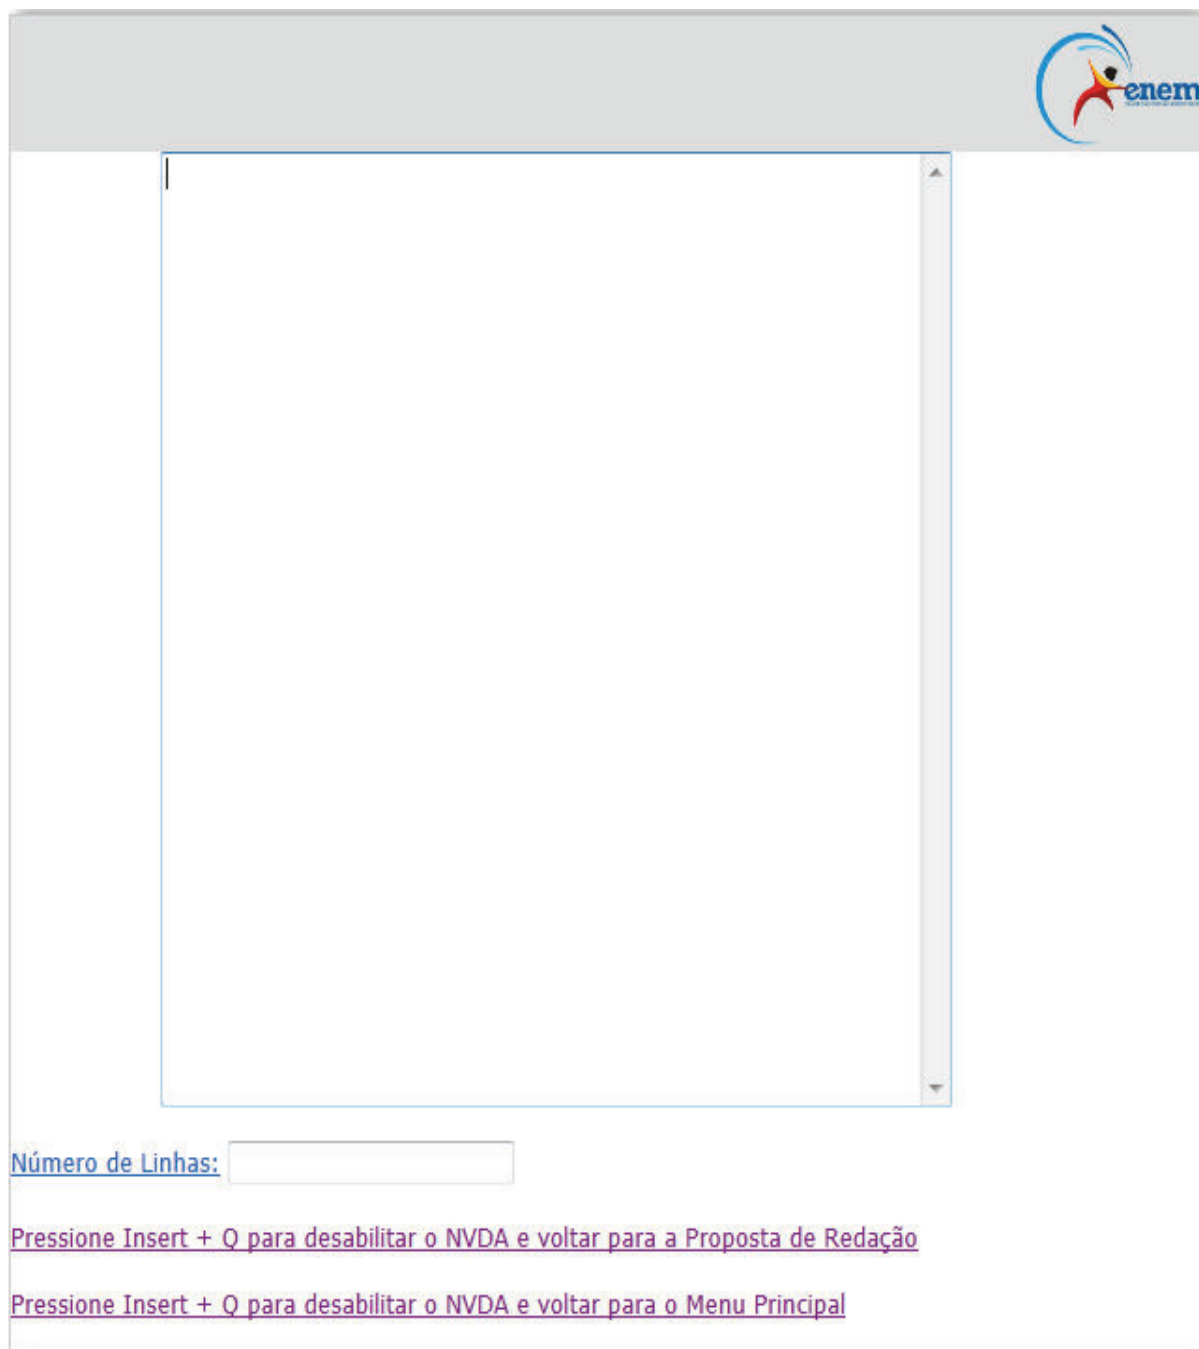 enem
Número de Linhas:
Pressione Insert + Q para desabilitar o NVDA e voltar para a Proposta de Redação
Pressione Insert + Q para desabilitar o NVDA e voltar para o Menu Principal